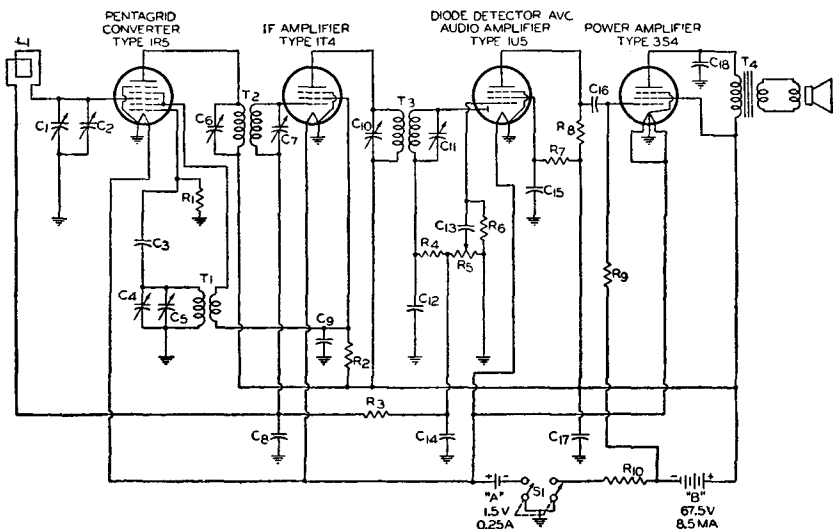 PENTAGRID
CONVERTER
TYPE 1R5
IF AMPLIFIER
TYPE 1T4
DIODE DETECTOR AVC
AUDIO AMPLIFIER
TYPE 1U5
POWER AMPLIFIER
TYPE 3S4
L
C1
C2
C6
T2
C7
C10
T3
C11
R8
C16
C18
T4
R1
R7
C15
C3
C13
R6
R4
R5
R9
C4
C5
T1
C9
R2
C12
R3
C8
C14
C17
+ -
"A"
1.5 V
0.25A
S1
R10
- +
"B"
67.5V
8.5 MA